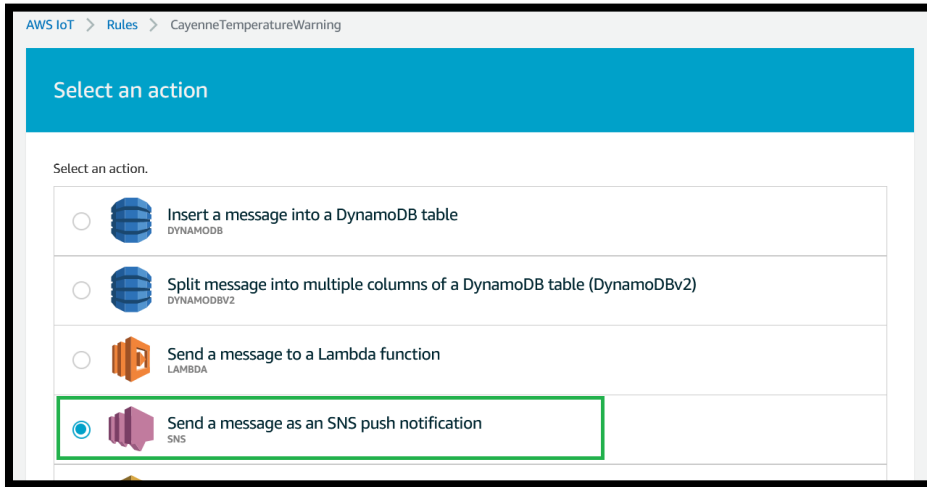 AWS IoT > Rules > CayenneTemperatureWarning
Select an action
Select an action.
Insert a message into a DynamoDB table
DYNAMODB
Split message into multiple columns of a DynamoDB table (DynamoDBv2)
DYNAMODBV2
Send a message to a Lambda function
LAMBDA
Send a message as an SNS push notification
SNS